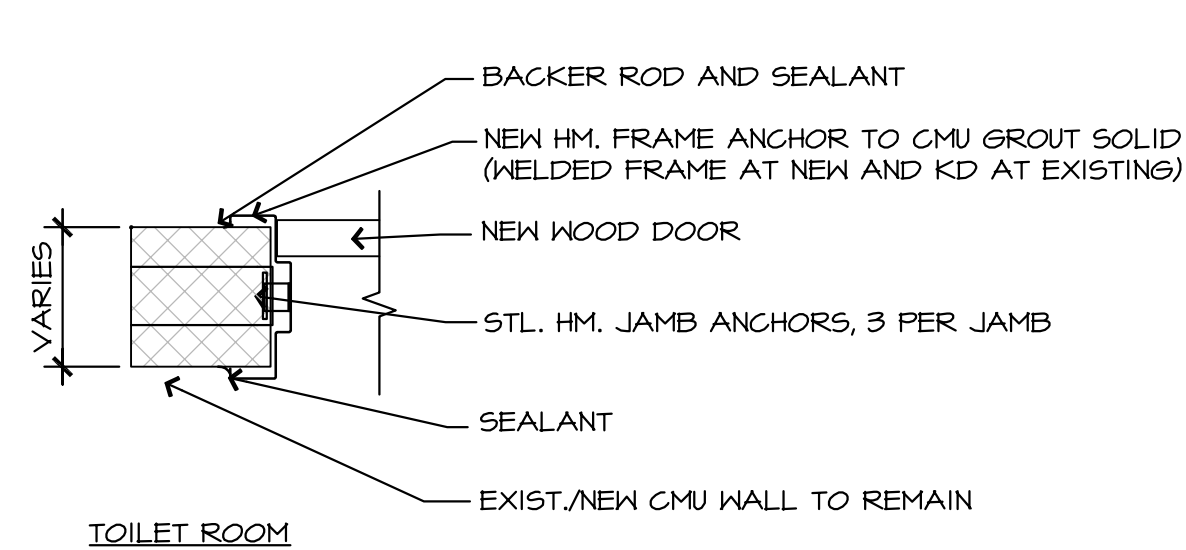 BACKER ROD AND SEALANT
NEW HM. FRAME ANCHOR TO CMU GROUT SOLID
(WELDED FRAME AT NEW AND KD AT EXISTING)
NEW WOOD DOOR
VARIES
STL. HM. JAMB ANCHORS, 3 PER JAMB
SEALANT
EXIST./NEW CMU WALL TO REMAIN
TOILET ROOM